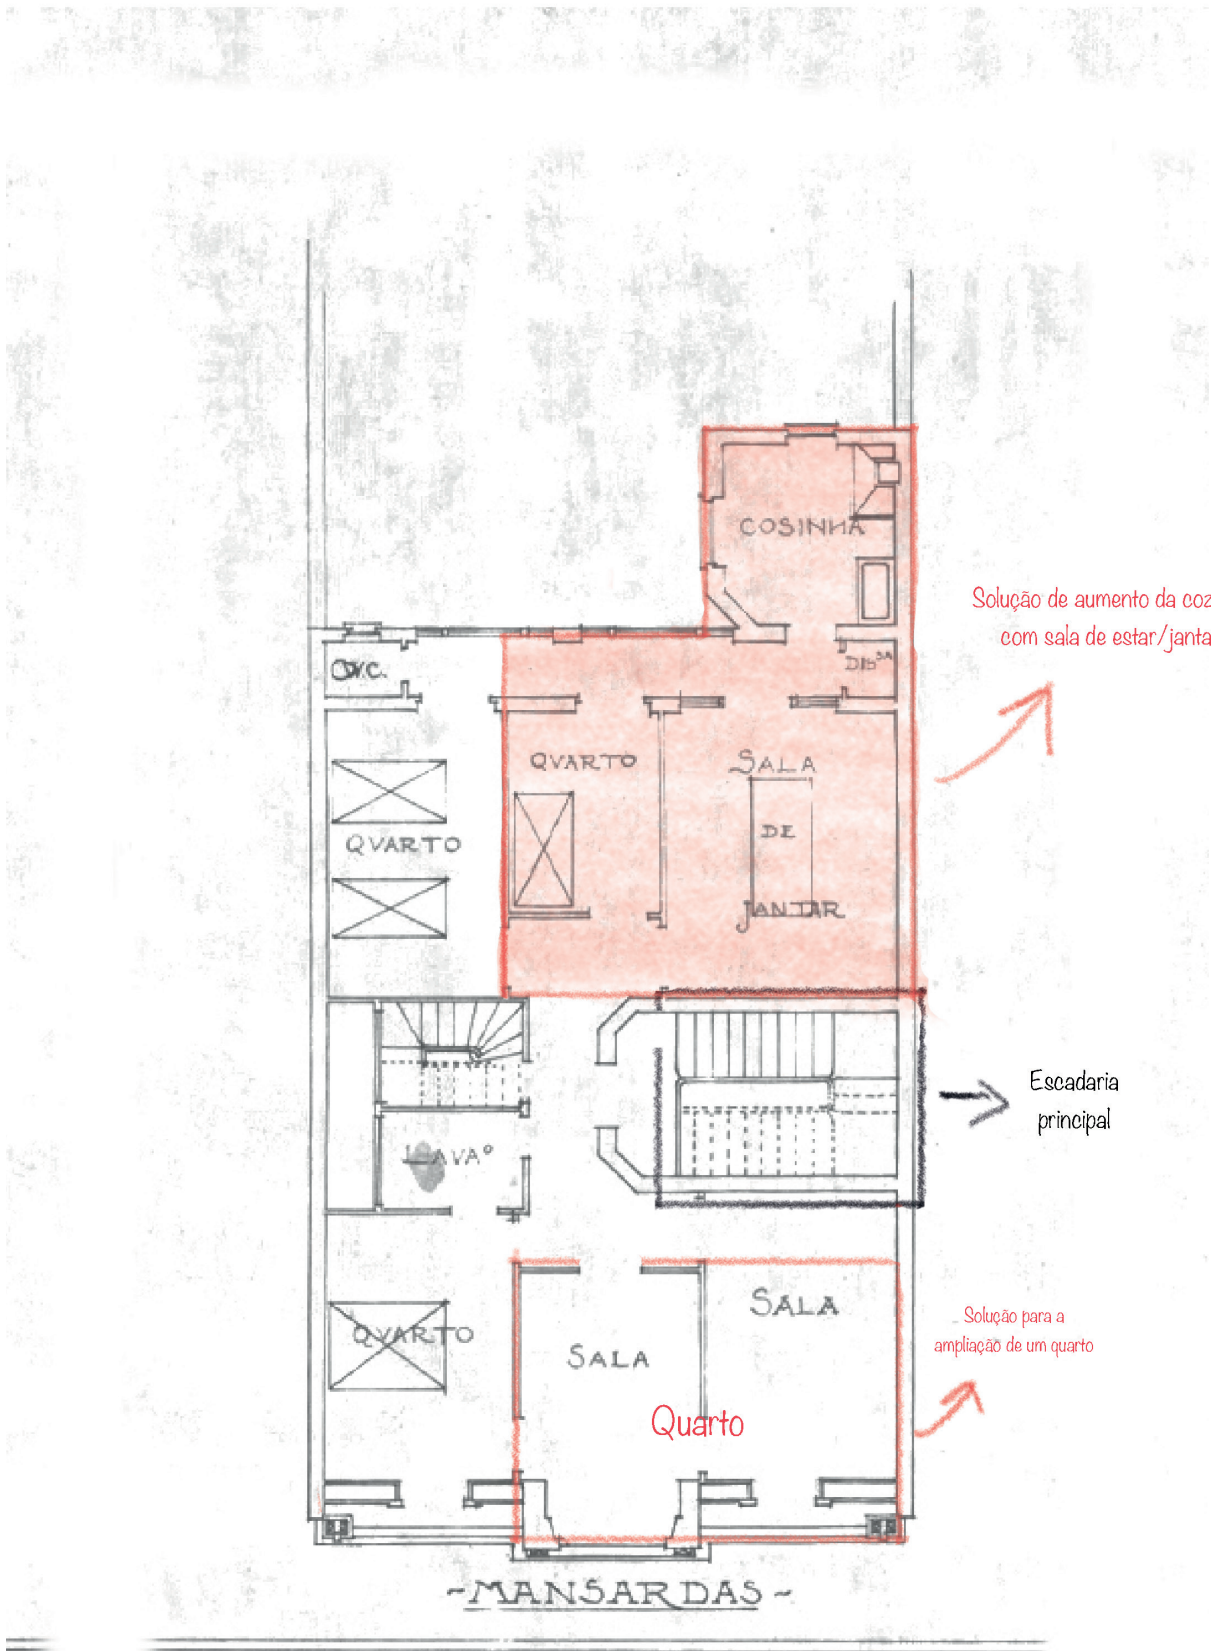 COSINHA
Solução de aumento da coz
com sala de estar/janta
W.C.
QVARTO
SALA
DE
JANTAR
QVARTO
Escadaria
principal
LAVAº
SALA
Solução para a
ampliação de um quarto
QVARTO
SALA
Quarto
-MANSARDAS-